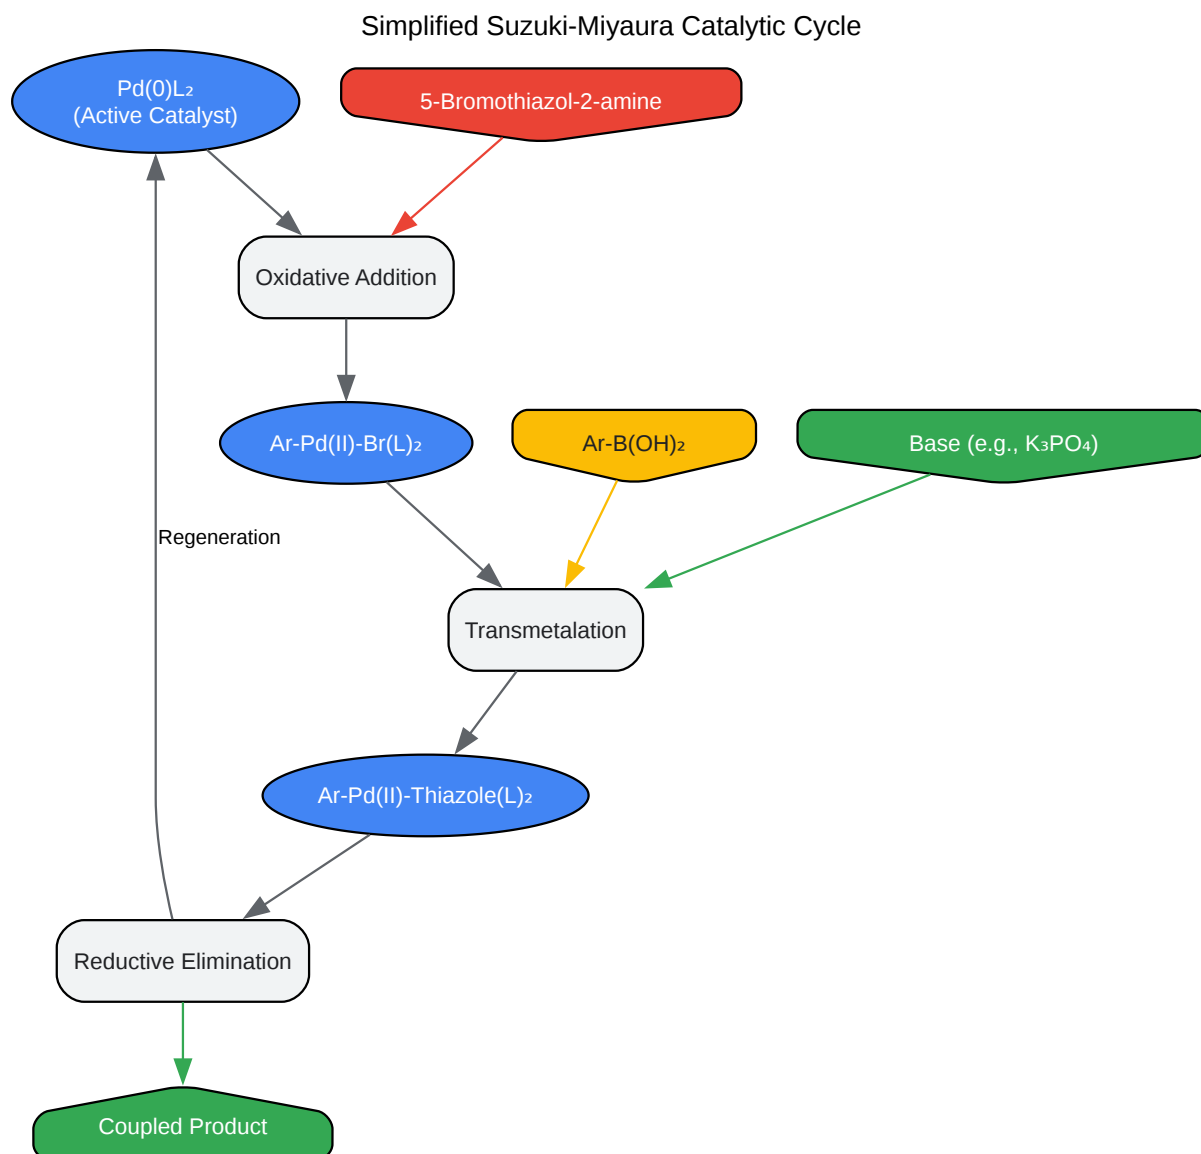 Simplified Suzuki-Miyaura Catalytic Cycle
Pd(0)L₂
(Active Catalyst)
5-Bromothiazol-2-amine
Oxidative Addition
Ar-Pd(II)-Br(L)₂
Ar-B(OH)₂
Base (e.g., K₃PO₄)
Regeneration
Transmetalation
Ar-Pd(II)-Thiazole(L)₂
Reductive Elimination
Coupled Product